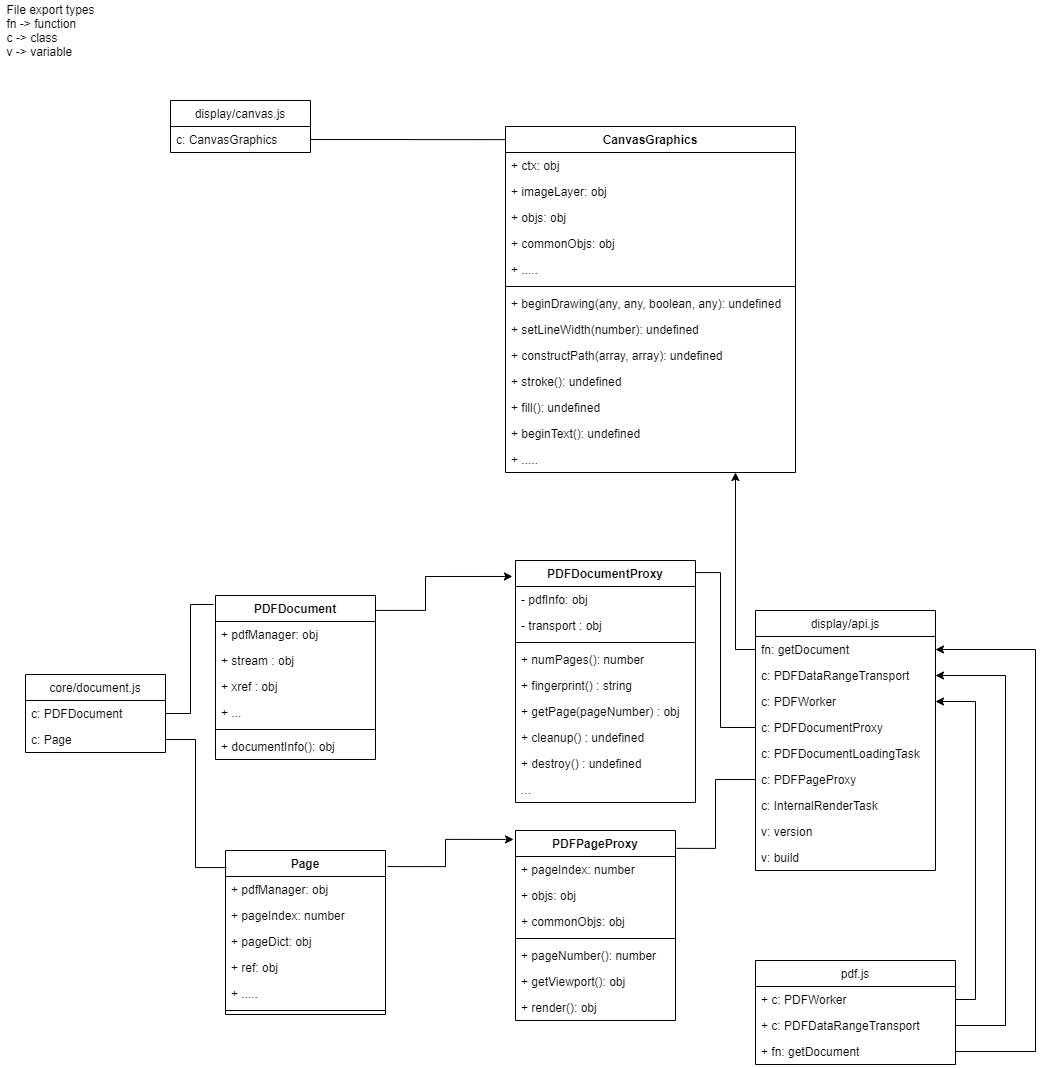 File export types
fn -> function
c -> class
v -> variable
display/canvas.js
c: CanvasGraphics
CanvasGraphics
+ ctx: obj
+ imageLayer: obj
+ objs: obj
+ commonObjs: obj
+ .....
+ beginDrawing(any, any, boolean, any): undefined
+ setLineWidth(number): undefined
+ constructPath(array, array): undefined
+ stroke(): undefined
+ fill(): undefined
+ beginText(): undefined
+ .....
core/document.js
c: PDFDocument
c: Page
PDFDocument
+ pdfManager: obj
+ stream : obj
+ xref : obj
+ ...
+ documentInfo(): obj
PDFDocumentProxy
- pdfInfo: obj
- transport : obj
+ numPages(): number
+ fingerprint() : string
+ getPage(pageNumber) : obj
+ cleanup() : undefined
+ destroy() : undefined
...
display/api.js
fn: getDocument
c: PDFDataRangeTransport
c: PDFWorker
c: PDFDocumentProxy
c: PDFDocumentLoadingTask
c: PDFPageProxy
c: InternalRenderTask
v: version
v: build
Page
+ pdfManager: obj
+ pageIndex: number
+ pageDict: obj
+ ref: obj
+ .....
PDFPageProxy
+ pageIndex: number
+ objs: obj
+ commonObjs: obj
+ pageNumber(): number
+ getViewport(): obj
+ render(): obj
pdf.js
+ c: PDFWorker
+ c: PDFDataRangeTransport
+ fn: getDocument